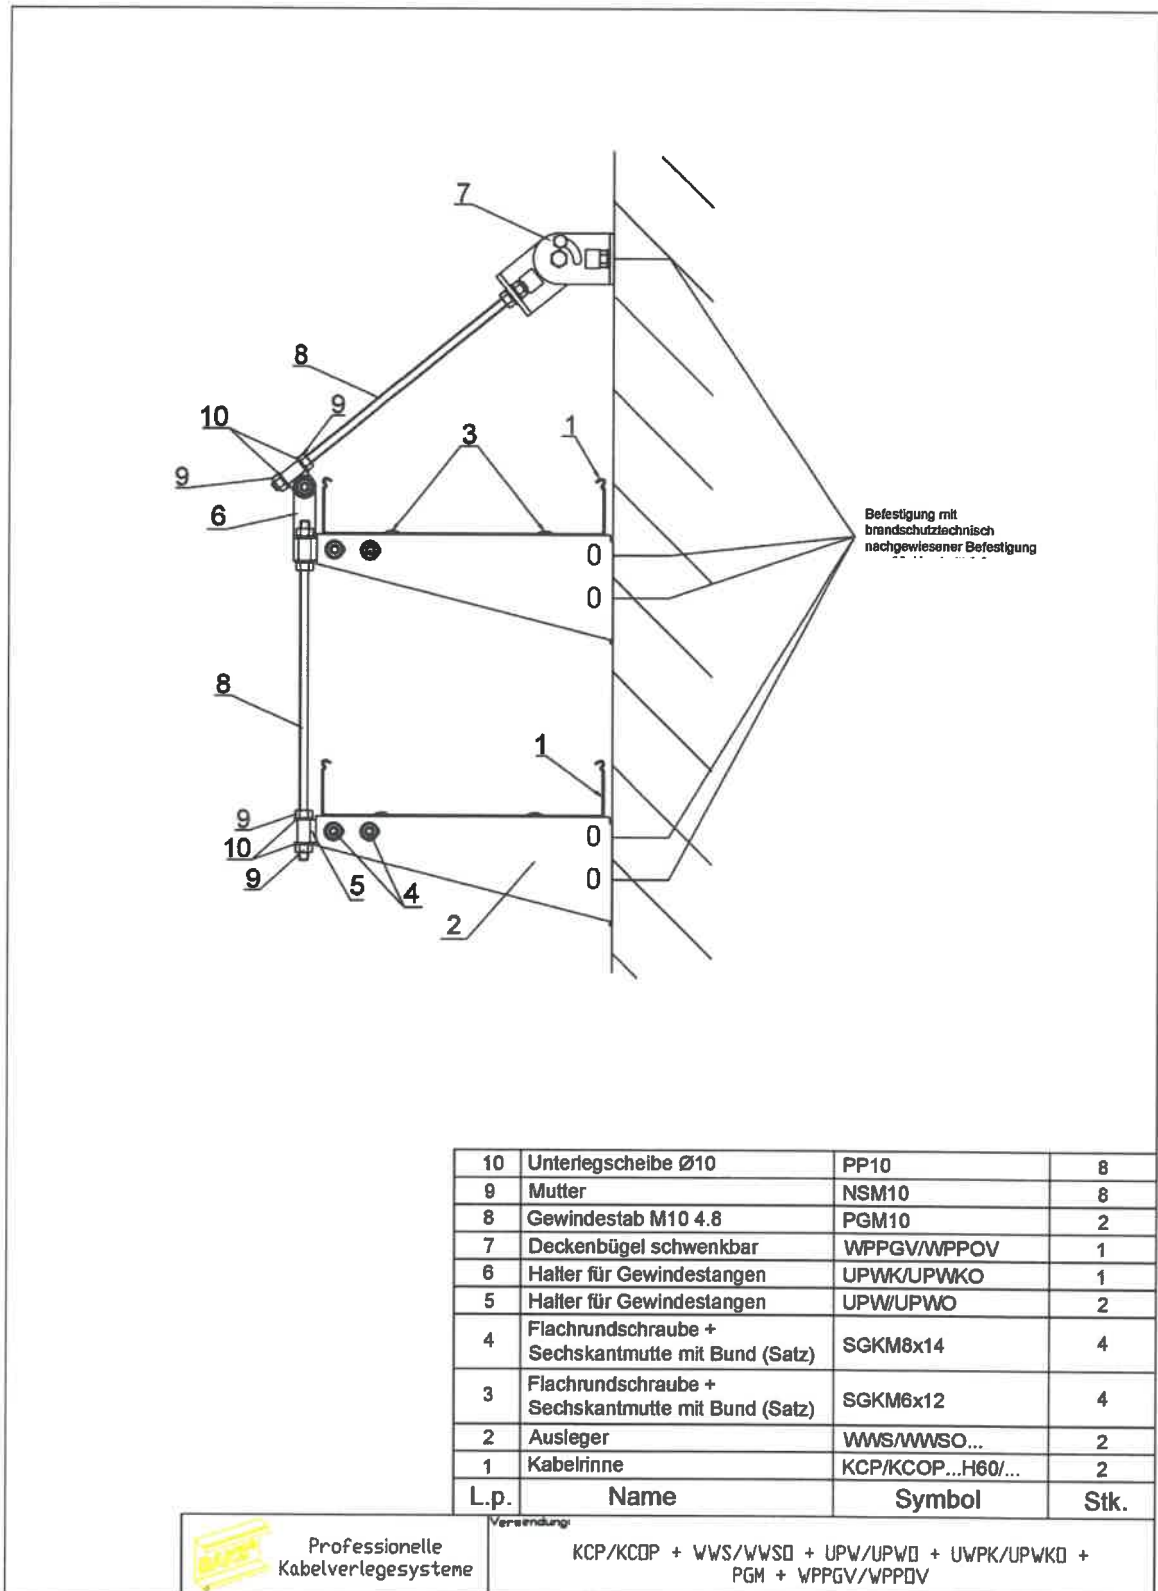 7
8
9
10
9
3
1
6
Befestigung mit
brandschutztechnisch
nachgewiesener Befestigung
8
1
9
10
9
5
4
2
10 Unterlegscheibe Ø10 PP10 8
9 Mutter NSM10 8
8 Gewindestab M10 4.8 PGM10 2
7 Deckenbügel schwenkbar WPPGV/WPPOV 1
6 Halter für Gewindestangen UPWK/UPWKO 1
5 Halter für Gewindestangen UPW/UPWO 2
4 Flachrundschraube +
Sechskantmutte mit Bund (Satz) SGKM8x14 4
3 Flachrundschraube +
Sechskantmutte mit Bund (Satz) SGKM6x12 4
2 Ausleger WWS/WWSO... 2
1 Kabelrinne KCP/KCOP...H60/... 2
L.p. Name Symbol Stk.
Professionelle
Kabelverlegesysteme
Verwendung:
KCP/KCOP + WWS/WWSO + UPW/UPWO + UWPK/UPWKO +
PGM + WPPGV/WPPOV